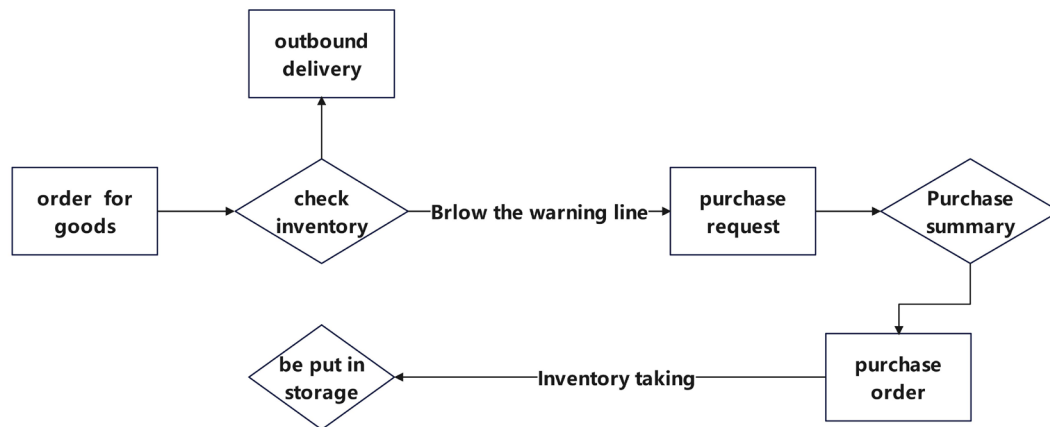 outbound
delivery
order for
goods
check
inventory
Brlow the warning line
purchase
request
Purchase
summary
be put in
storage
Inventory taking
purchase
order